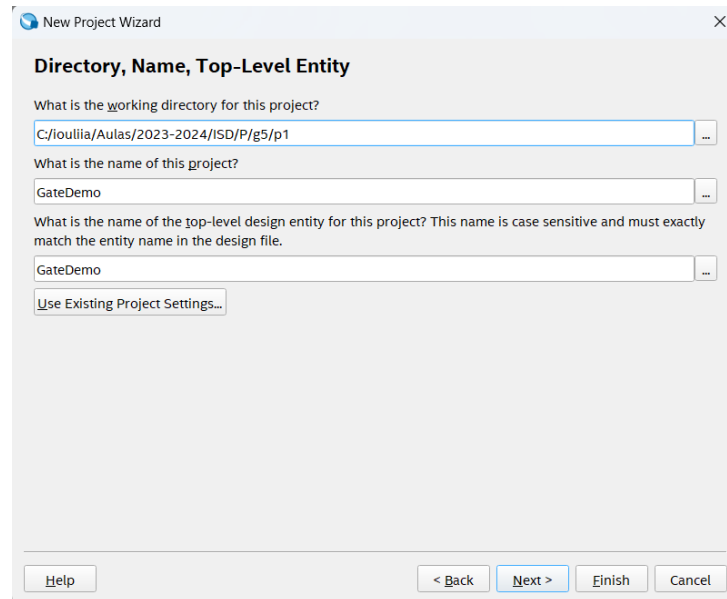 New Project Wizard
Directory, Name, Top-Level Entity
What is the working directory for this project?
C:/iouliia/Aulas/2023-2024/ISD/P/g5/p1
...
What is the name of this project?
GateDemo
...
What is the name of the top-level design entity for this project? This name is case sensitive and must exactly
match the entity name in the design file.
GateDemo
...
Use Existing Project Settings...
Help
< Back
Next >
Finish
Cancel